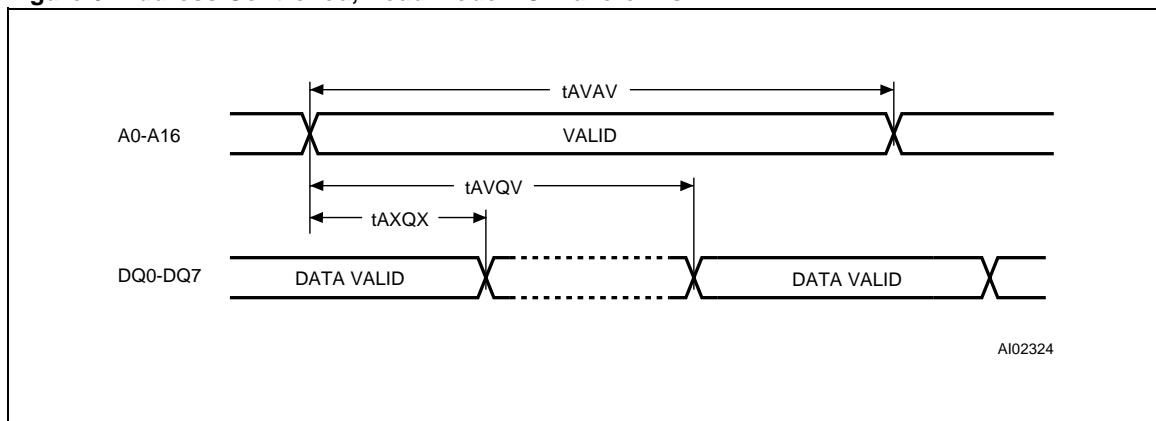 tAVAV
A0-A16 VALID
tAVQV
tAXQX
DQ0-DQ7 DATA VALID DATA VALID
AI02324